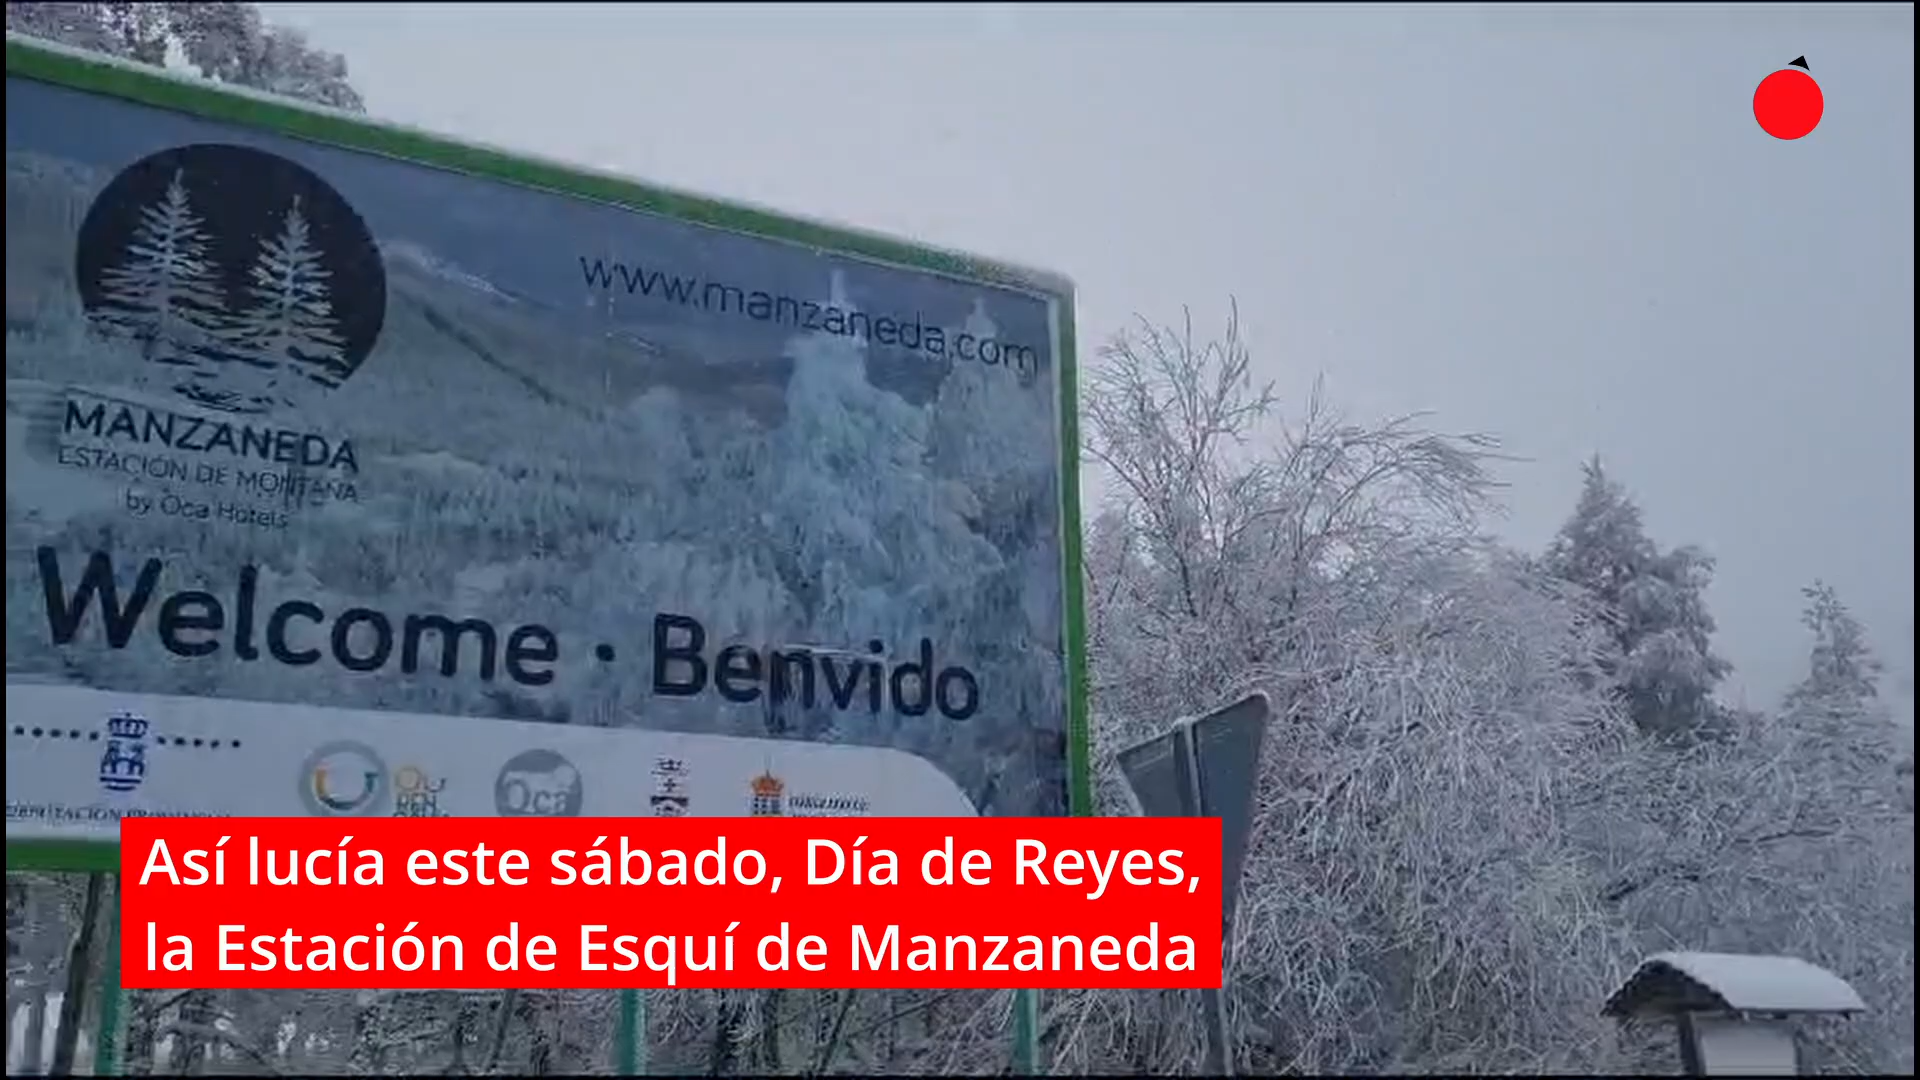 www.manzaneda.com
MANZANEDA
ESTACIÓN DE MONTAÑA
by Oca Hotels
Welcome · Benvido
Oca
Así lucía este sábado, Día de Reyes,
la Estación de Esquí de Manzaneda